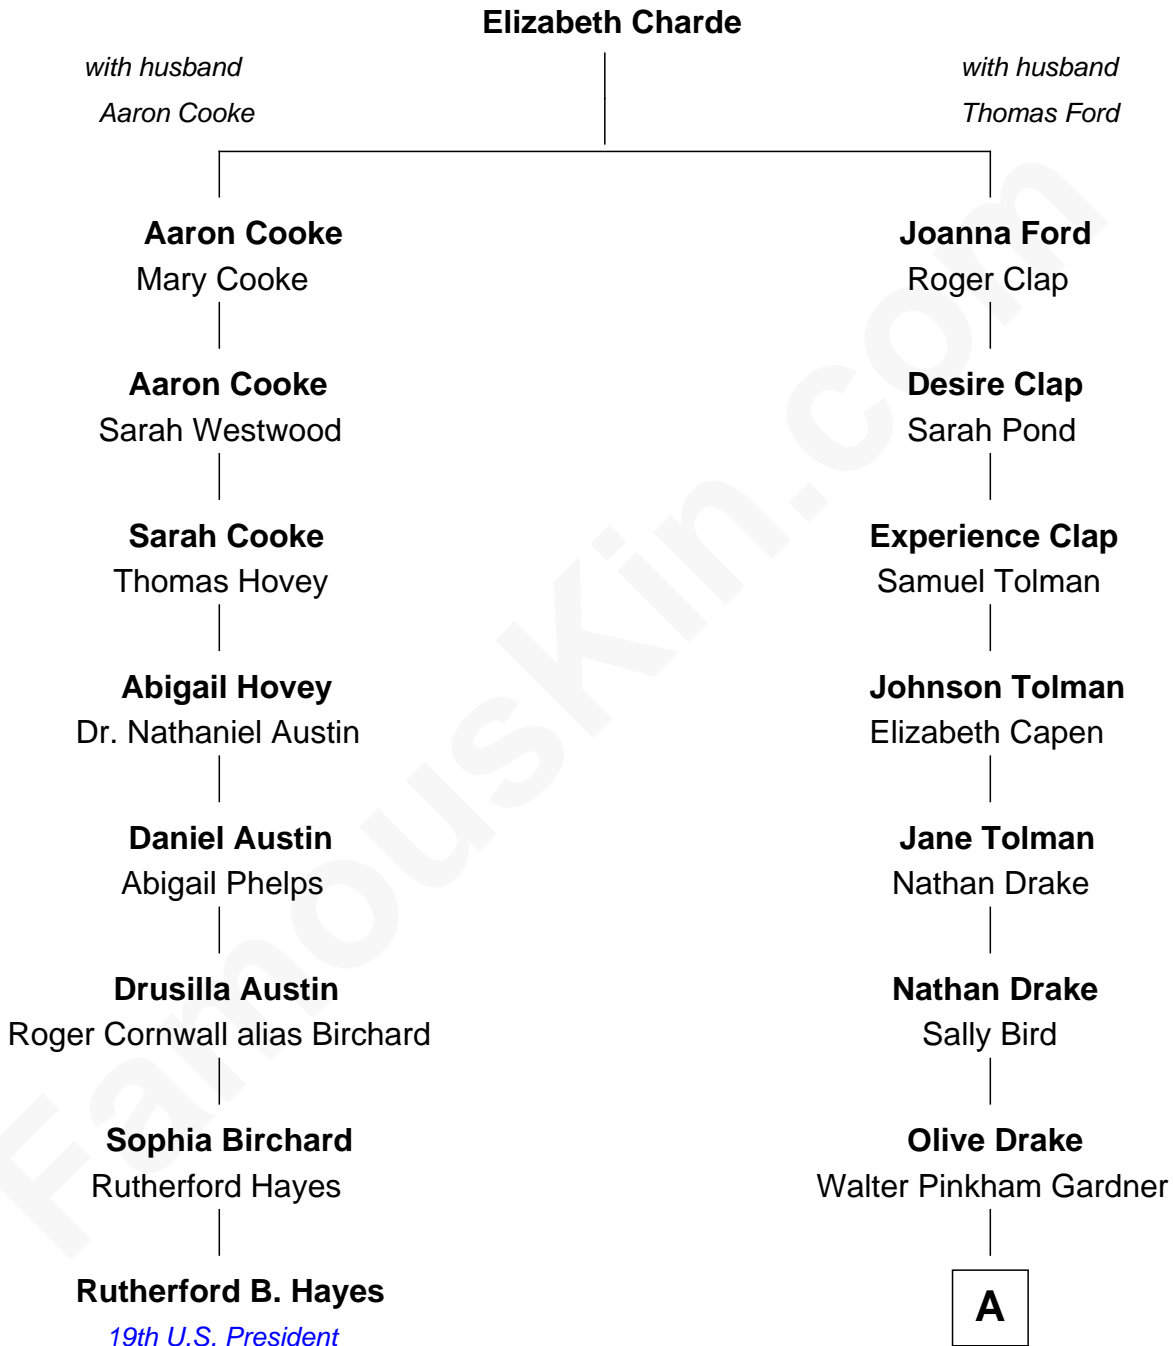 Elizabeth Charde
with husband
Aaron Cooke
with husband
Thomas Ford
Aaron Cooke
Mary Cooke
Joanna Ford
Roger Clap
Aaron Cooke
Sarah Westwood
Desire Clap
Sarah Pond
Sarah Cooke
Thomas Hovey
Experience Clap
Samuel Tolman
Abigail Hovey
Dr. Nathaniel Austin
Johnson Tolman
Elizabeth Capen
Daniel Austin
Abigail Phelps
Jane Tolman
Nathan Drake
Drusilla Austin
Roger Cornwall alias Birchard
Nathan Drake
Sally Bird
Sophia Birchard
Rutherford Hayes
Olive Drake
Walter Pinkham Gardner
Rutherford B. Hayes
19th U.S. President
A
FamousKin.com